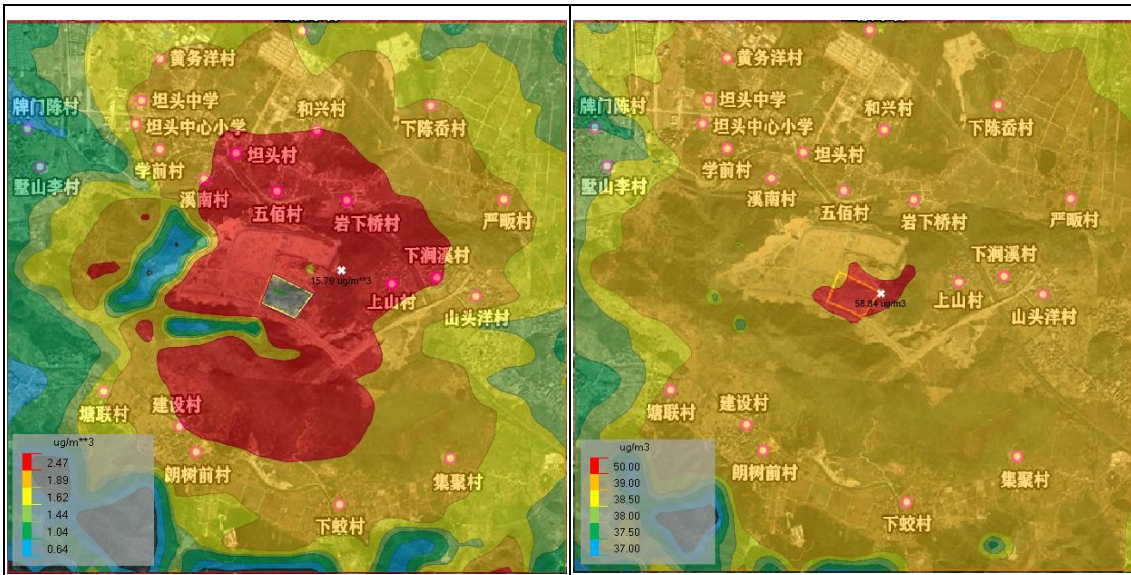 黄务洋村
坦头中学
牌门陈村
和兴村
坦头中心小学
下陈岙村
坦头村
学前村
墅山李村
溪南村
五佰村
岩下桥村
严畈村
下涧溪村
15.79 ug/m**3
上山村
山头洋村
塘联村
建设村
朗树前村
集聚村
下蛟村
ug/m**3
2.47
1.89
1.62
1.44
1.04
0.64
黄务洋村
坦头中学
牌门陈村
和兴村
坦头中心小学
下陈岙村
学前村
坦头村
墅山李村
溪南村
五佰村
岩下桥村
严畈村
下涧溪村
上山村
58.84 ug/m3
山头洋村
塘联村
建设村
朗树前村
集聚村
下蛟村
ug/m3
50.00
39.00
38.50
38.00
37.50
37.00